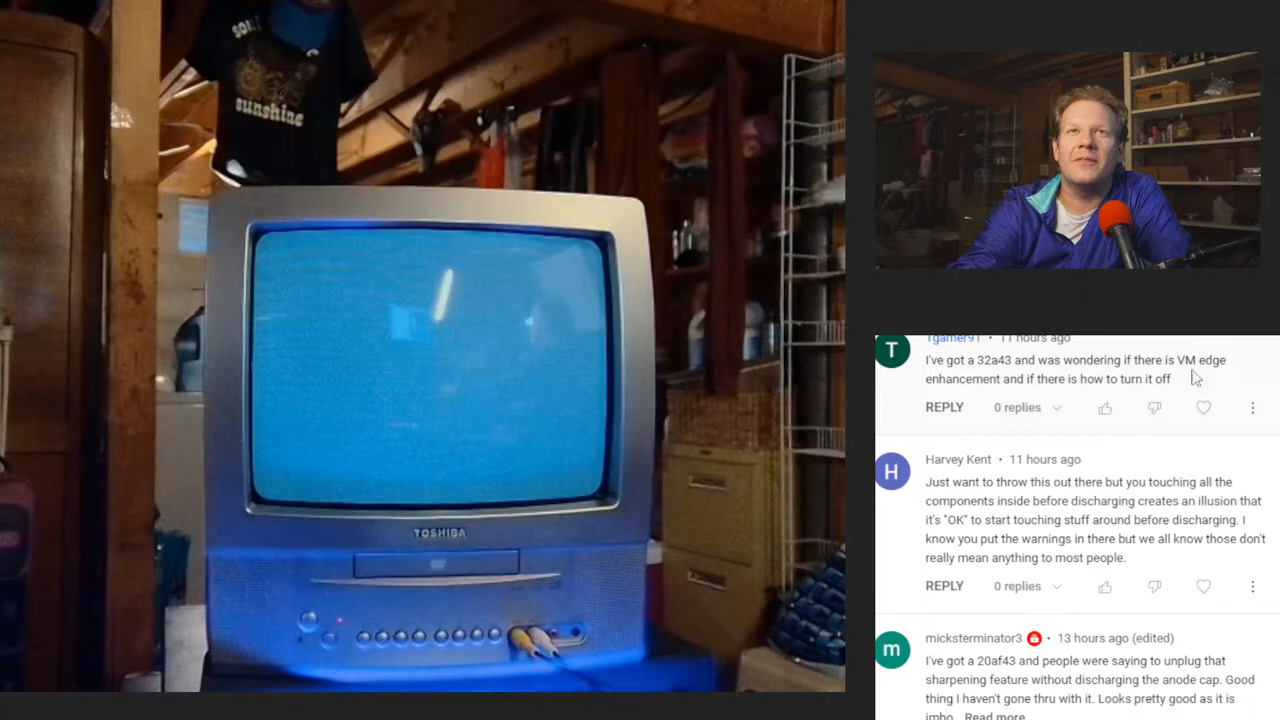 sunshine
TOSHIBA
T
Tgamer91 • 11 hours ago
I've got a 32a43 and was wondering if there is VM edge
enhancement and if there is how to turn it off
REPLY 0 replies
H
Harvey Kent • 11 hours ago
Just want to throw this out there but you touching all the
components inside before discharging creates an illusion that
it's "OK" to start touching stuff around before discharging. I
know you put the warnings in there but we all know those don't
really mean anything to most people.
REPLY 0 replies
m
micksterminator3 • 13 hours ago (edited)
I've got a 20af43 and people were saying to unplug that
sharpening feature without discharging the anode cap. Good
thing I haven't gone thru with it. Looks pretty good as it is
imho... Read more